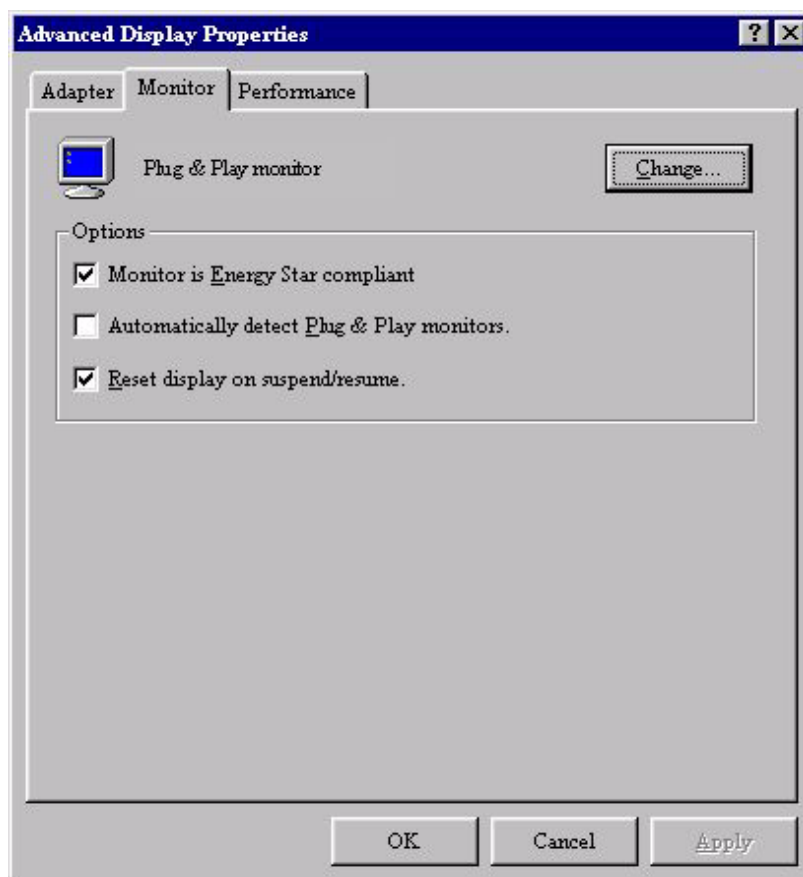 Advanced Display Properties
Adapter Monitor Performance
Plug & Play monitor
Change...
Options
Monitor is Energy Star compliant
Automatically detect Plug & Play monitors.
Reset display on suspend/resume.
OK Cancel Apply